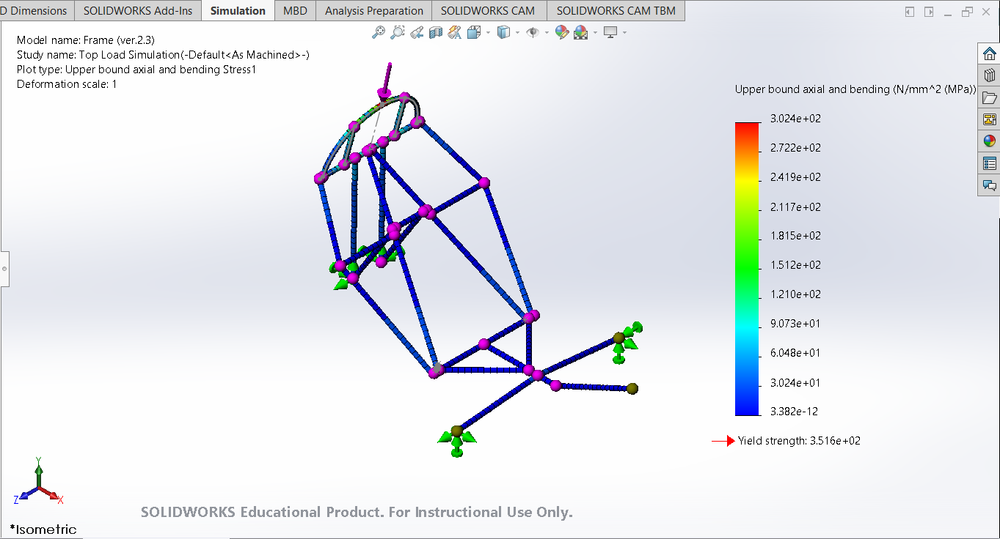 D Dimensions SOLIDWORKS Add-Ins Simulation MBD Analysis Preparation SOLIDWORKS CAM SOLIDWORKS CAM TBM
Model name: Frame (ver.2.3)
Study name: Top Load Simulation(-Default<As Machined>-)
Plot type: Upper bound axial and bending Stress1
Deformation scale: 1
Upper bound axial and bending (N/mm^2 (MPa))
3.024e+02
2.722e+02
2.419e+02
2.117e+02
1.815e+02
1.512e+02
1.210e+02
9.073e+01
6.048e+01
3.024e+01
3.382e-12
Yield strength: 3.516e+02
Y
Z X
SOLIDWORKS Educational Product. For Instructional Use Only.
*Isometric